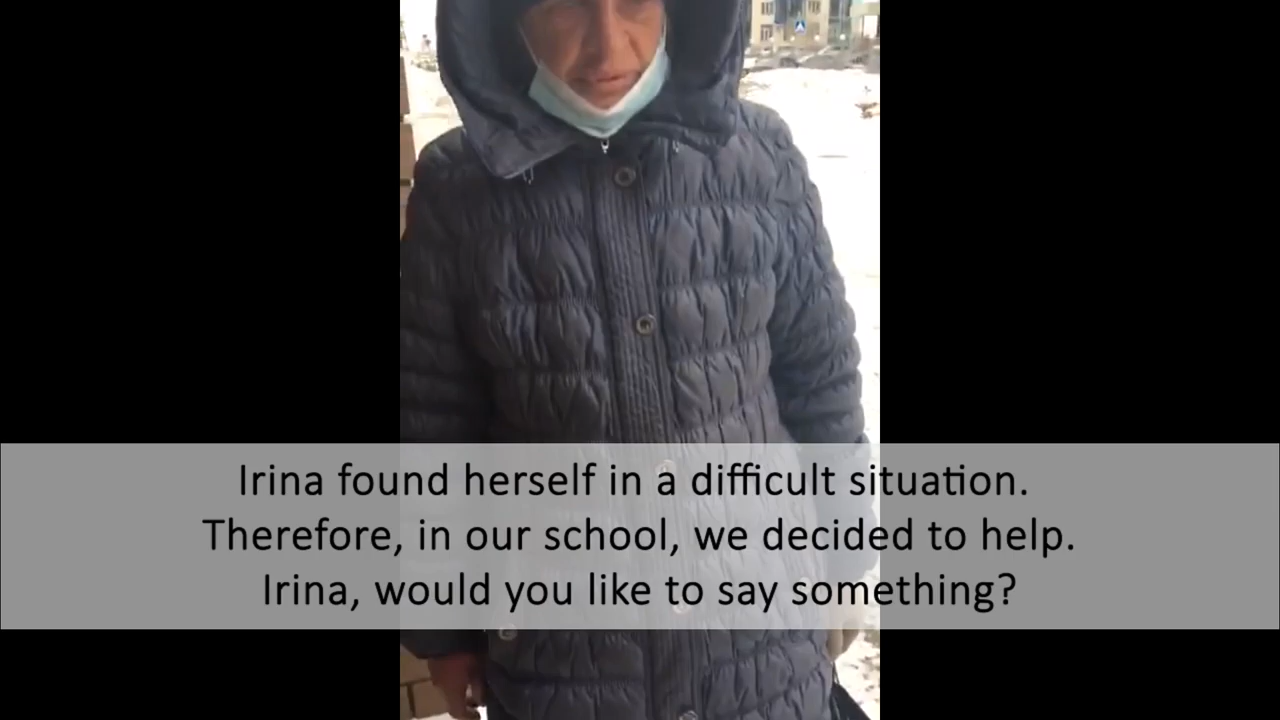 Irina found herself in a difficult situation.
Therefore, in our school, we decided to help.
Irina, would you like to say something?